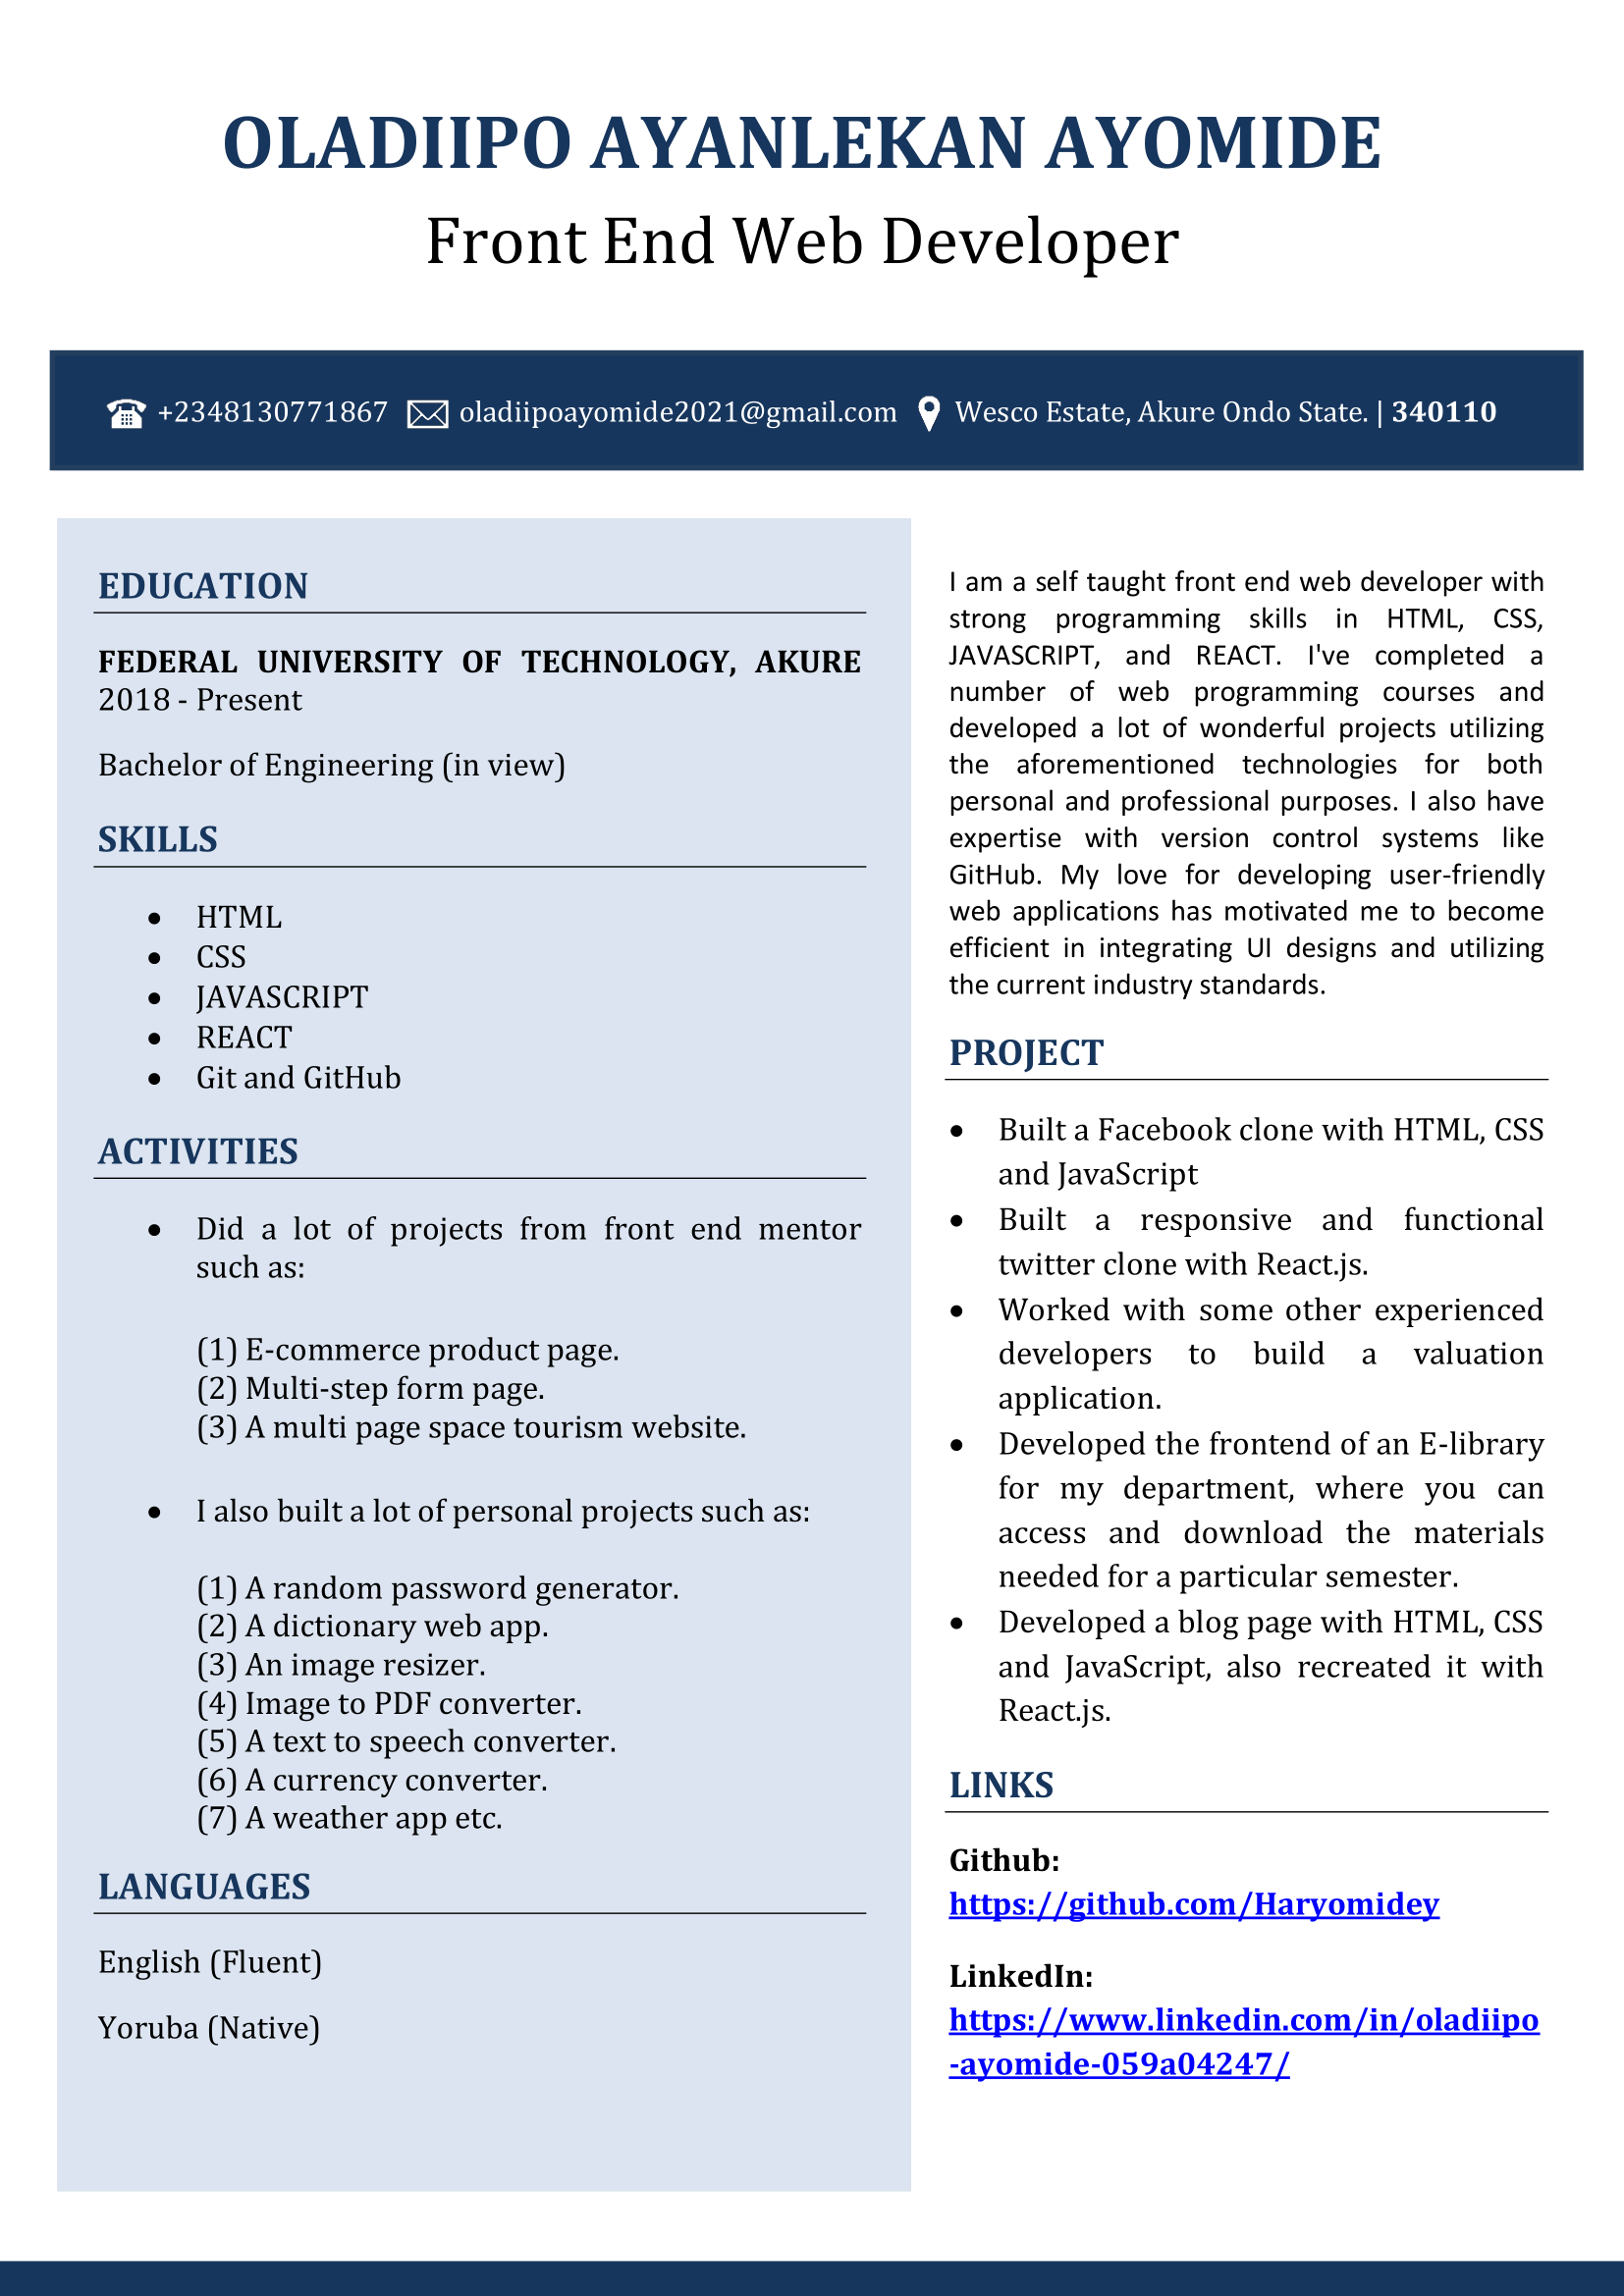 OLADIIPO AYANLEKAN AYOMIDE
Front End Web Developer
+2348130771867 oladiipoayomide2021@gmail.com Wesco Estate, Akure Ondo State. | 340110
EDUCATION
FEDERAL UNIVERSITY OF TECHNOLOGY, AKURE
2018 - Present
Bachelor of Engineering (in view)
SKILLS
• HTML
• CSS
• JAVASCRIPT
• REACT
• Git and GitHub
ACTIVITIES
• Did a lot of projects from front end mentor
such as:
(1) E-commerce product page.
(2) Multi-step form page.
(3) A multi page space tourism website.
• I also built a lot of personal projects such as:
(1) A random password generator.
(2) A dictionary web app.
(3) An image resizer.
(4) Image to PDF converter.
(5) A text to speech converter.
(6) A currency converter.
(7) A weather app etc.
LANGUAGES
English (Fluent)
Yoruba (Native)
I am a self taught front end web developer with
strong programming skills in HTML, CSS,
JAVASCRIPT, and REACT. I've completed a
number of web programming courses and
developed a lot of wonderful projects utilizing
the aforementioned technologies for both
personal and professional purposes. I also have
expertise with version control systems like
GitHub. My love for developing user-friendly
web applications has motivated me to become
efficient in integrating UI designs and utilizing
the current industry standards.
PROJECT
• Built a Facebook clone with HTML, CSS
and JavaScript
• Built a responsive and functional
twitter clone with React.js.
• Worked with some other experienced
developers to build a valuation
application.
• Developed the frontend of an E-library
for my department, where you can
access and download the materials
needed for a particular semester.
• Developed a blog page with HTML, CSS
and JavaScript, also recreated it with
React.js.
LINKS
Github:
https://github.com/Haryomidey
LinkedIn:
https://www.linkedin.com/in/oladiipo
-ayomide-059a04247/